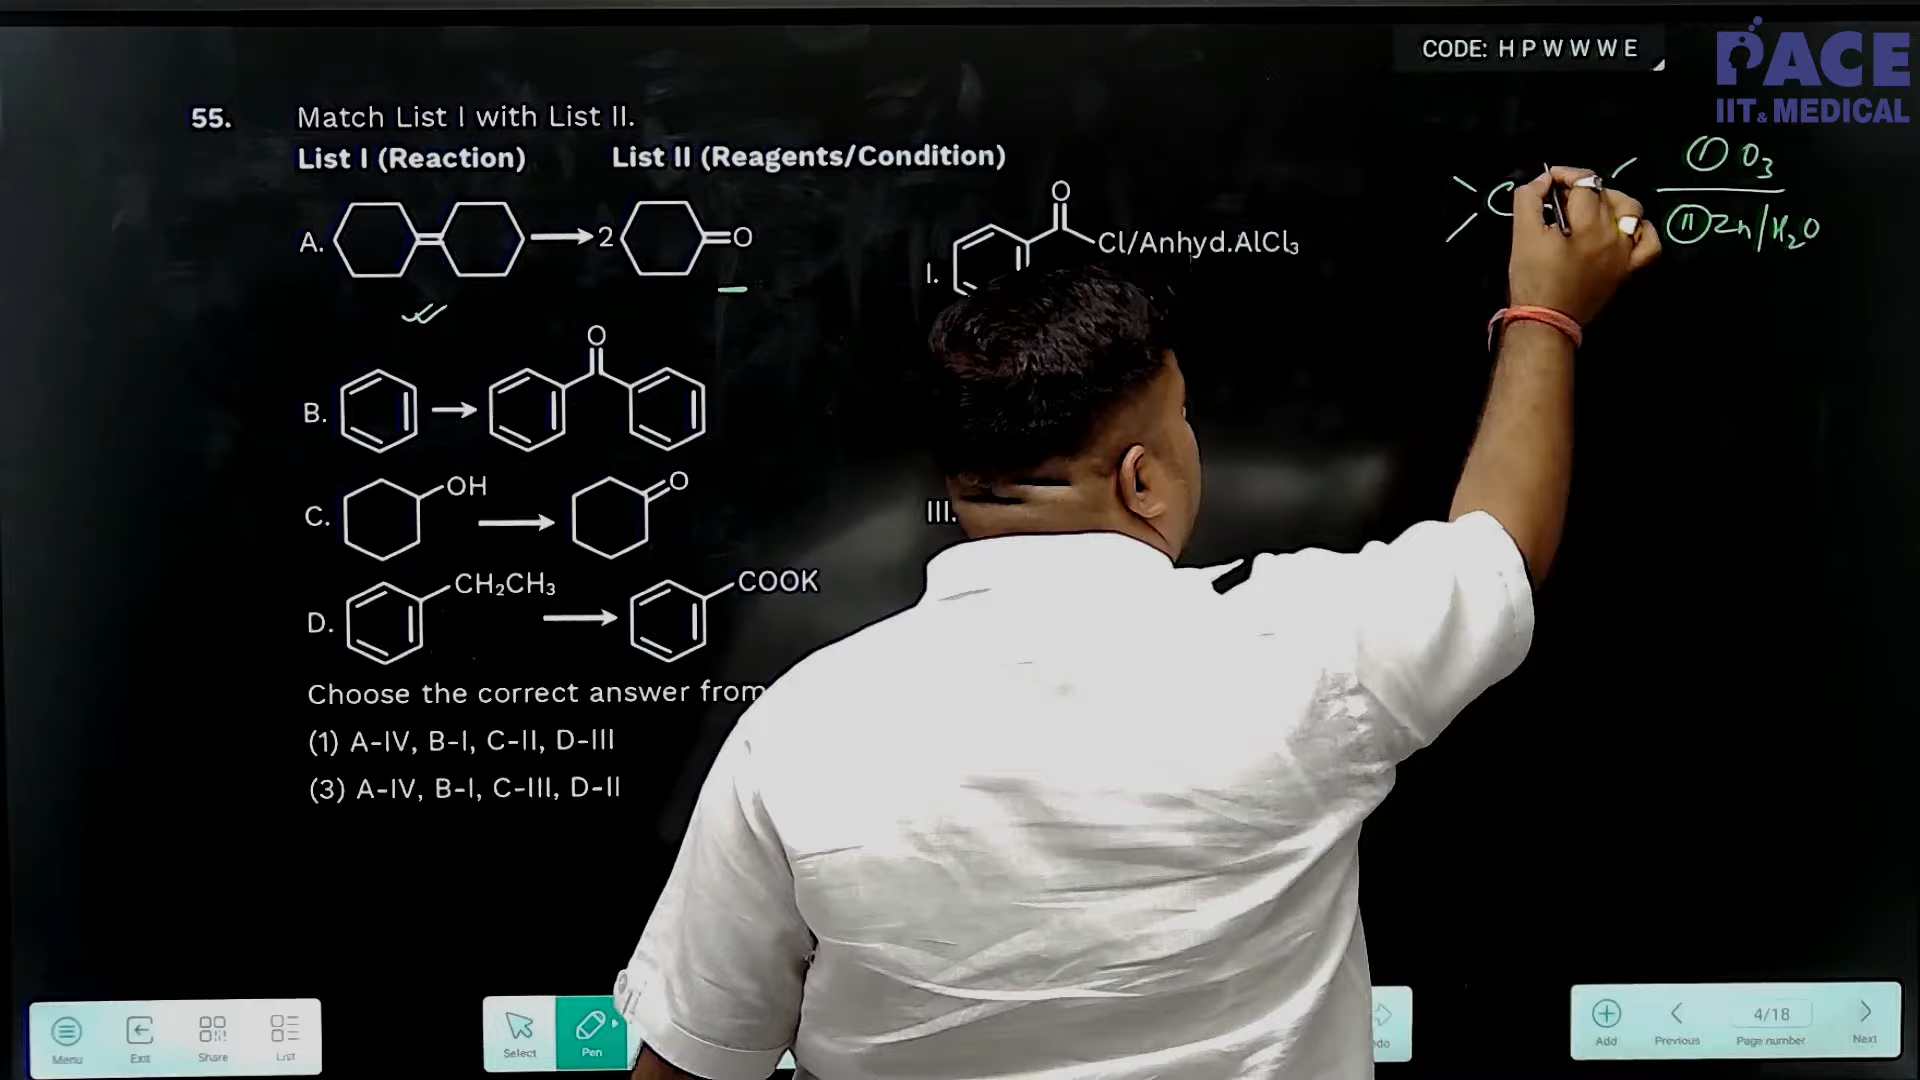 CODE: H P W W W E
PACE
IIT & MEDICAL
55. Match List I with List II.
List I (Reaction) List II (Reagents/Condition)
A. 2 O
I. O Cl/Anhyd.AlCl₃
① O₃
② Zn/H₂O
B. O
C. OH O
III.
D. CH₂CH₃ COOK
Choose the correct answer from
(1) A-IV, B-I, C-II, D-III
(3) A-IV, B-I, C-III, D-II
Menu Exit Share List
Select Pen
Add Previous 4/18 Page number Next